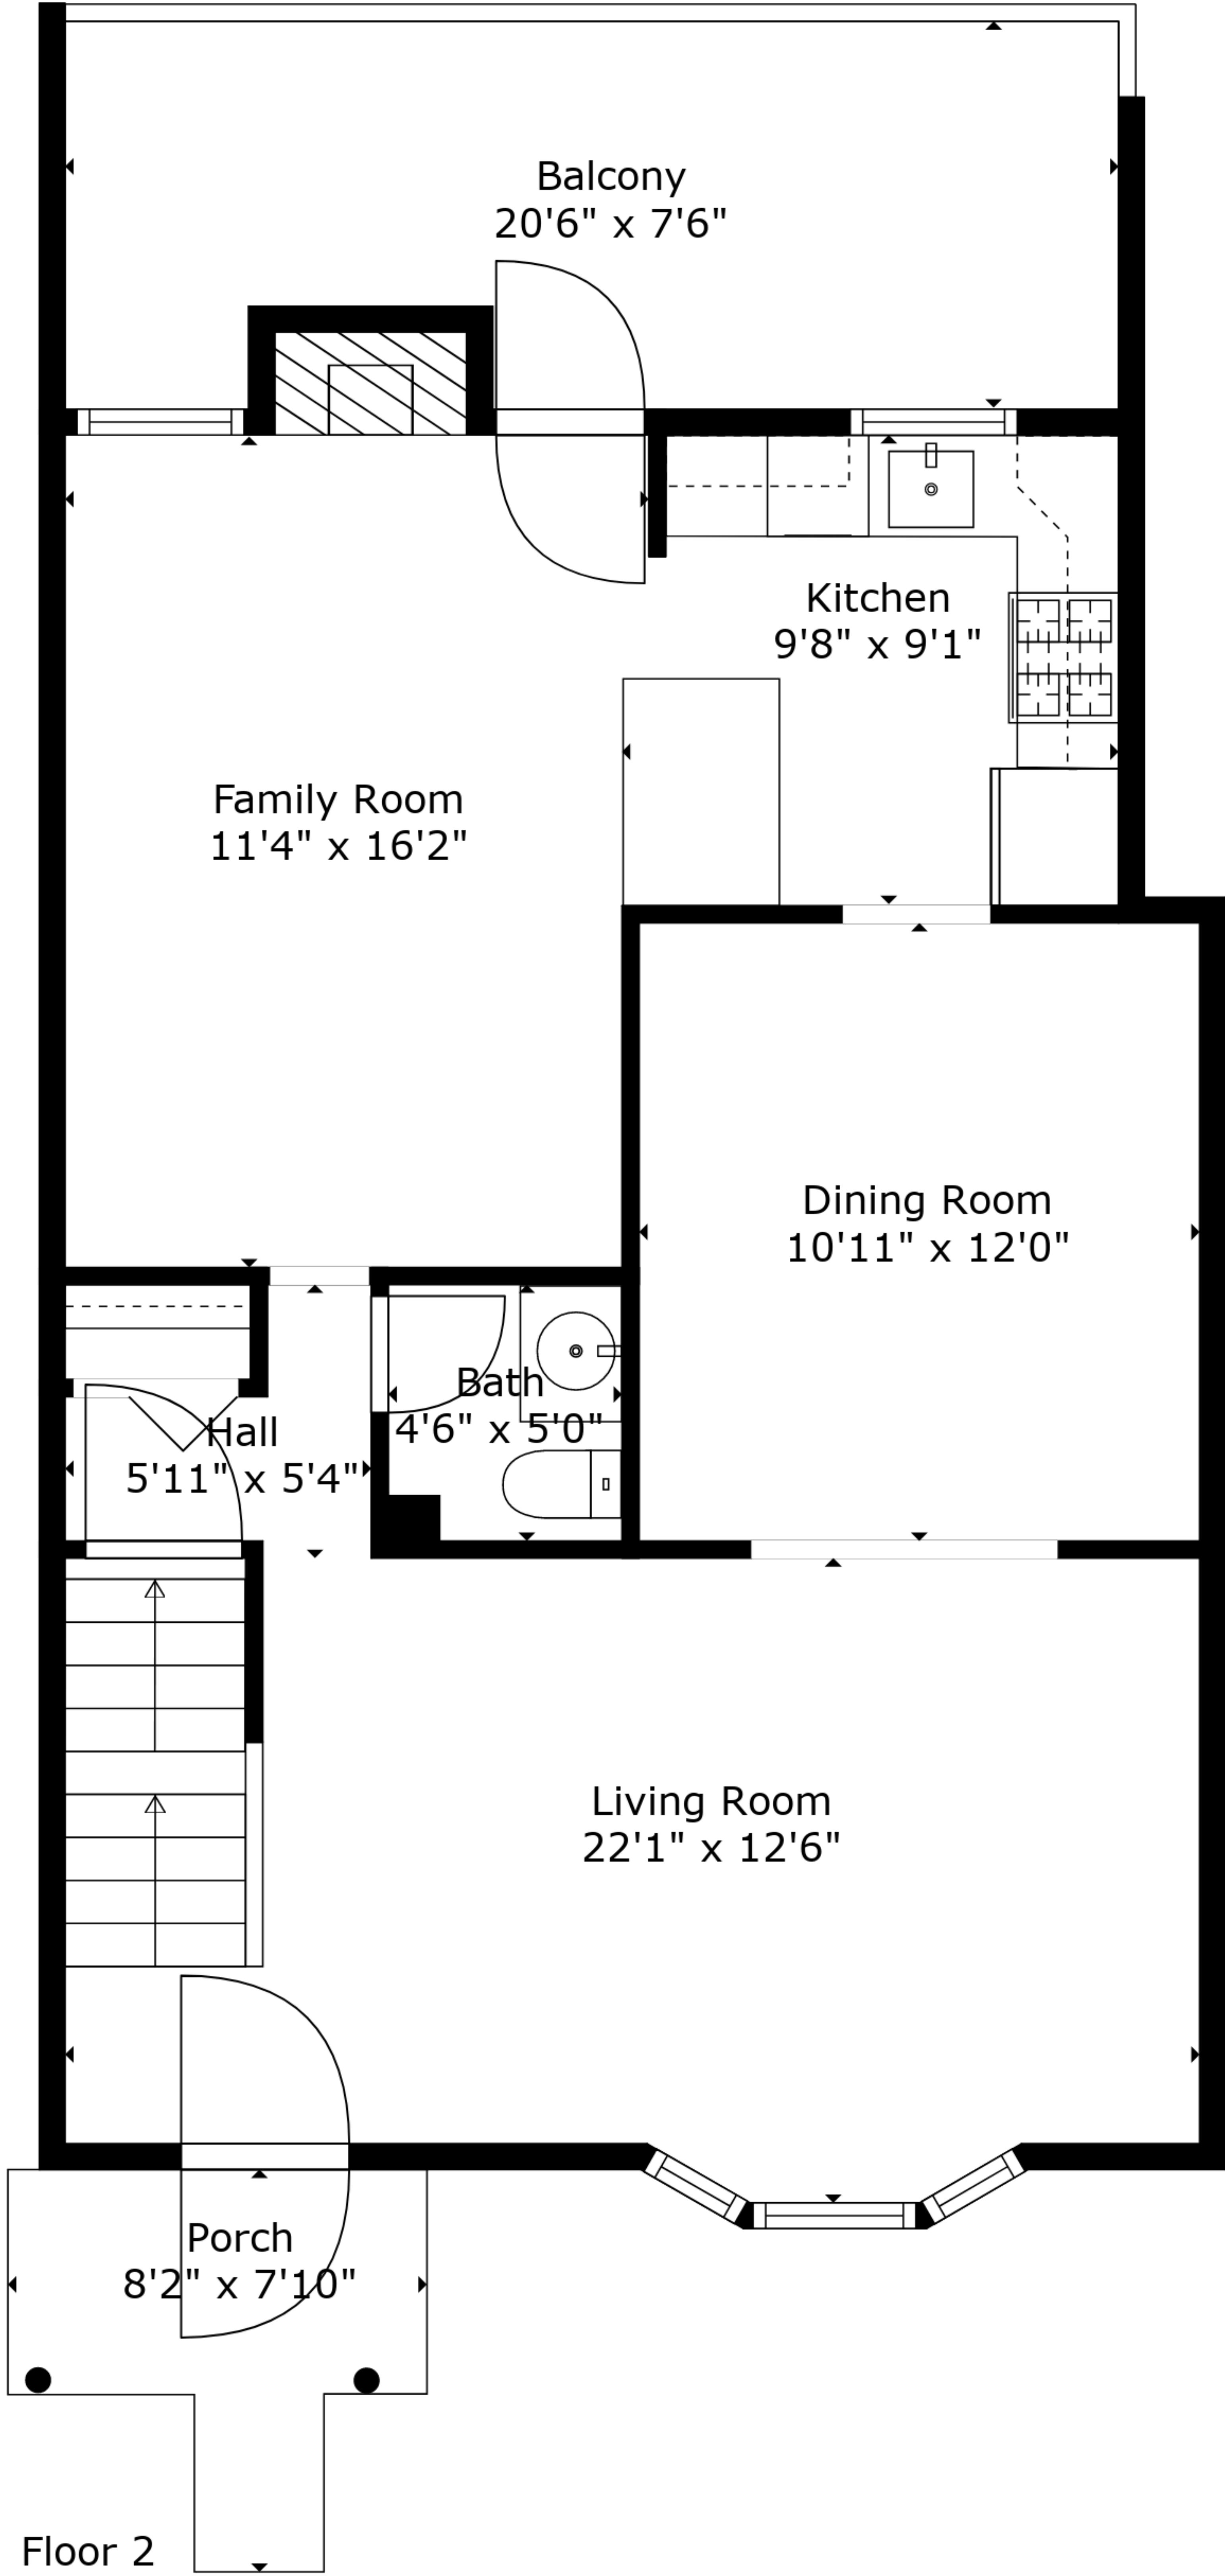 Balcony
20'6" x 7'6"
Kitchen
9'8" x 9'1"
Family Room
11'4" x 16'2"
Dining Room
10'11" x 12'0"
Bath
4'6" x 5'0"
Hall
5'11" x 5'4"
Living Room
22'1" x 12'6"
Porch
8'2" x 7'10"
Floor 2